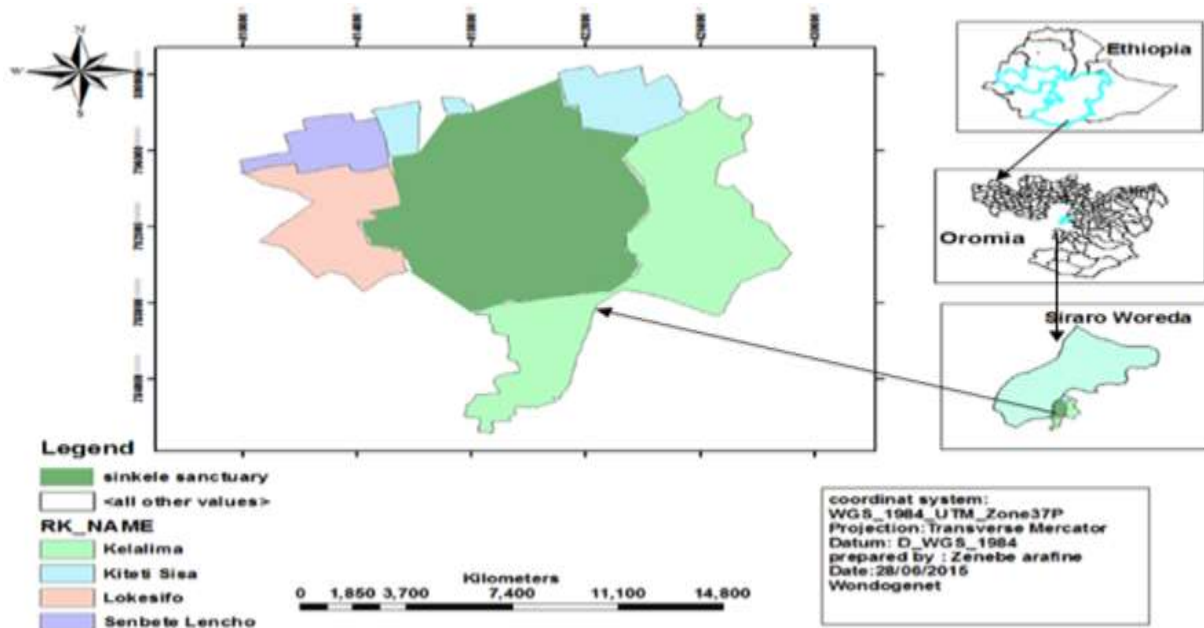 N
W
S
Ethiopia
Oromia
Siraro Woreda
Legend
sinkele sanctuary
<all other values>
RK_NAME
Kelalima
Kiteti Sisa
Lokesifo
Senbete Lencho
Kilometers
0 1,850 3,700 7,400 11,100 14,800
coordinat system:
WGS_1984_UTM_Zone37P
Projection:Transverse Mercator
Datum: D_WGS_1984
prepared by : Zenebe arafine
Date:28/06/2015
Wondogenet